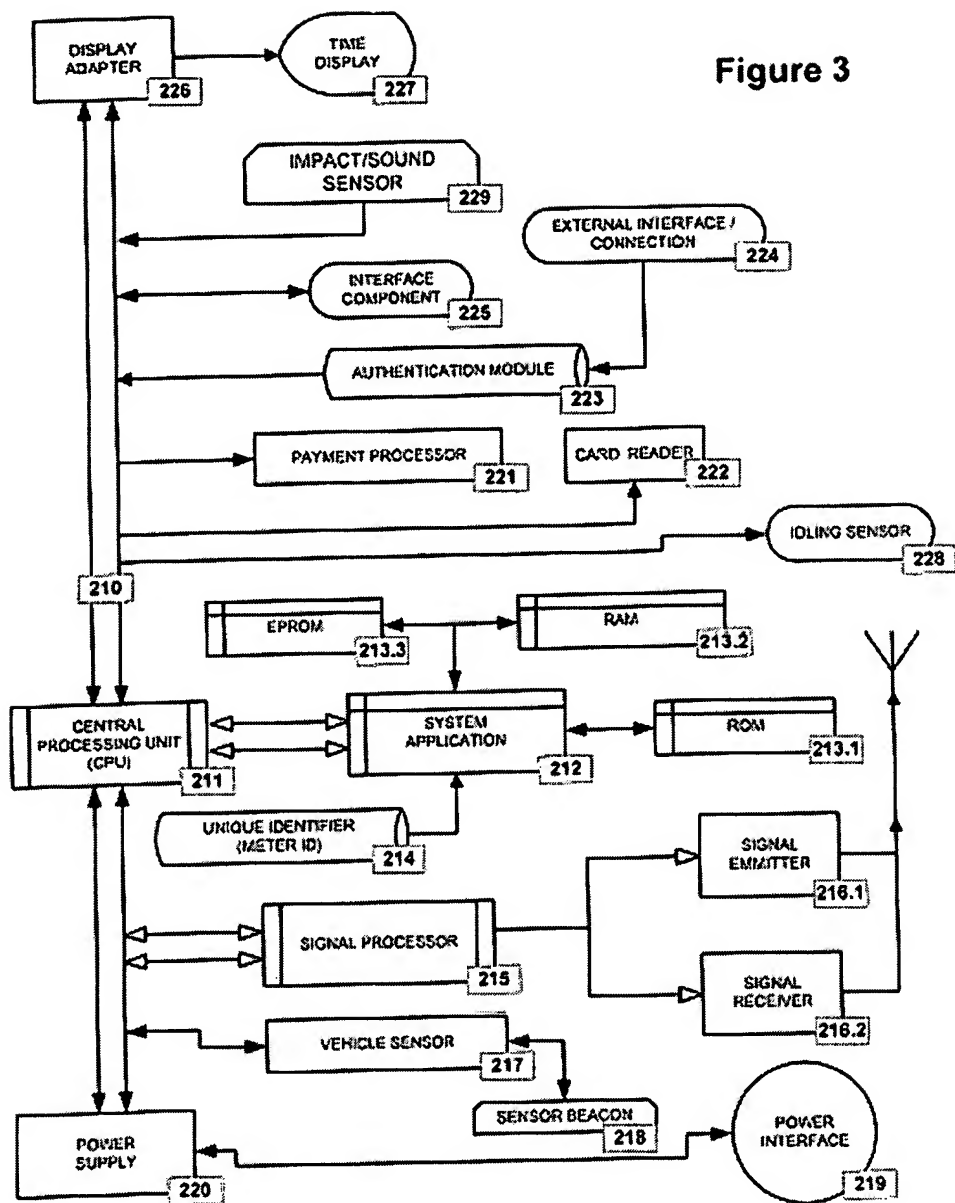 Figure 3
DISPLAY
ADAPTER
226
TIME
DISPLAY
227
IMPACT/SOUND
SENSOR
229
EXTERNAL INTERFACE /
CONNECTION
224
INTERFACE
COMPONENT
225
AUTHENTICATION MODULE
223
PAYMENT PROCESSOR
221
CARD READER
222
IDLING SENSOR
228
210
EPROM
213.3
RAM
213.2
CENTRAL
PROCESSING UNIT
(CPU)
211
SYSTEM
APPLICATION
212
ROM
213.1
UNIQUE IDENTIFIER
(METER ID)
214
SIGNAL
EMMITTER
216.1
SIGNAL PROCESSOR
215
SIGNAL
RECEIVER
216.2
VEHICLE SENSOR
217
SENSOR BEACON
218
POWER
SUPPLY
220
POWER
INTERFACE
219